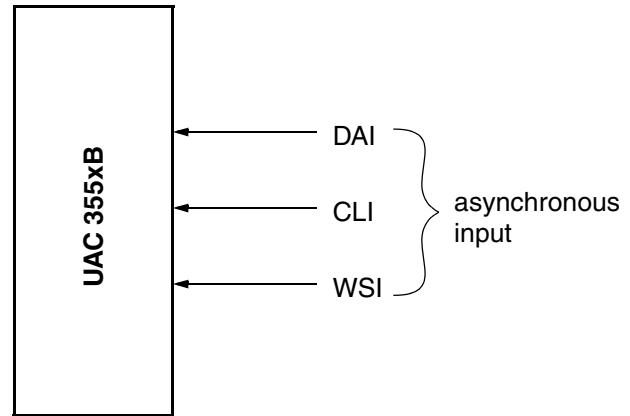 UAC 355xB
DAI
CLI
WSI
asynchronous
input